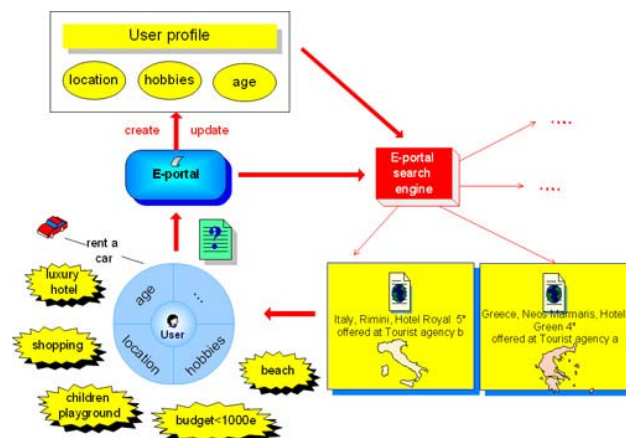 User profile
location
hobbies
age
create
update
E-portal
E-portal
search
engine
.....
.....
?
rent a
car
luxury
hotel
shopping
children
playground
budget<1000e
beach
age
...
User
location
hobbies
Italy, Rimini, Hotel Royal 5*
offered at Tourist agency b
Greece, Neos Marmaris, Hotel
Green 4*
offered at Tourist agency a